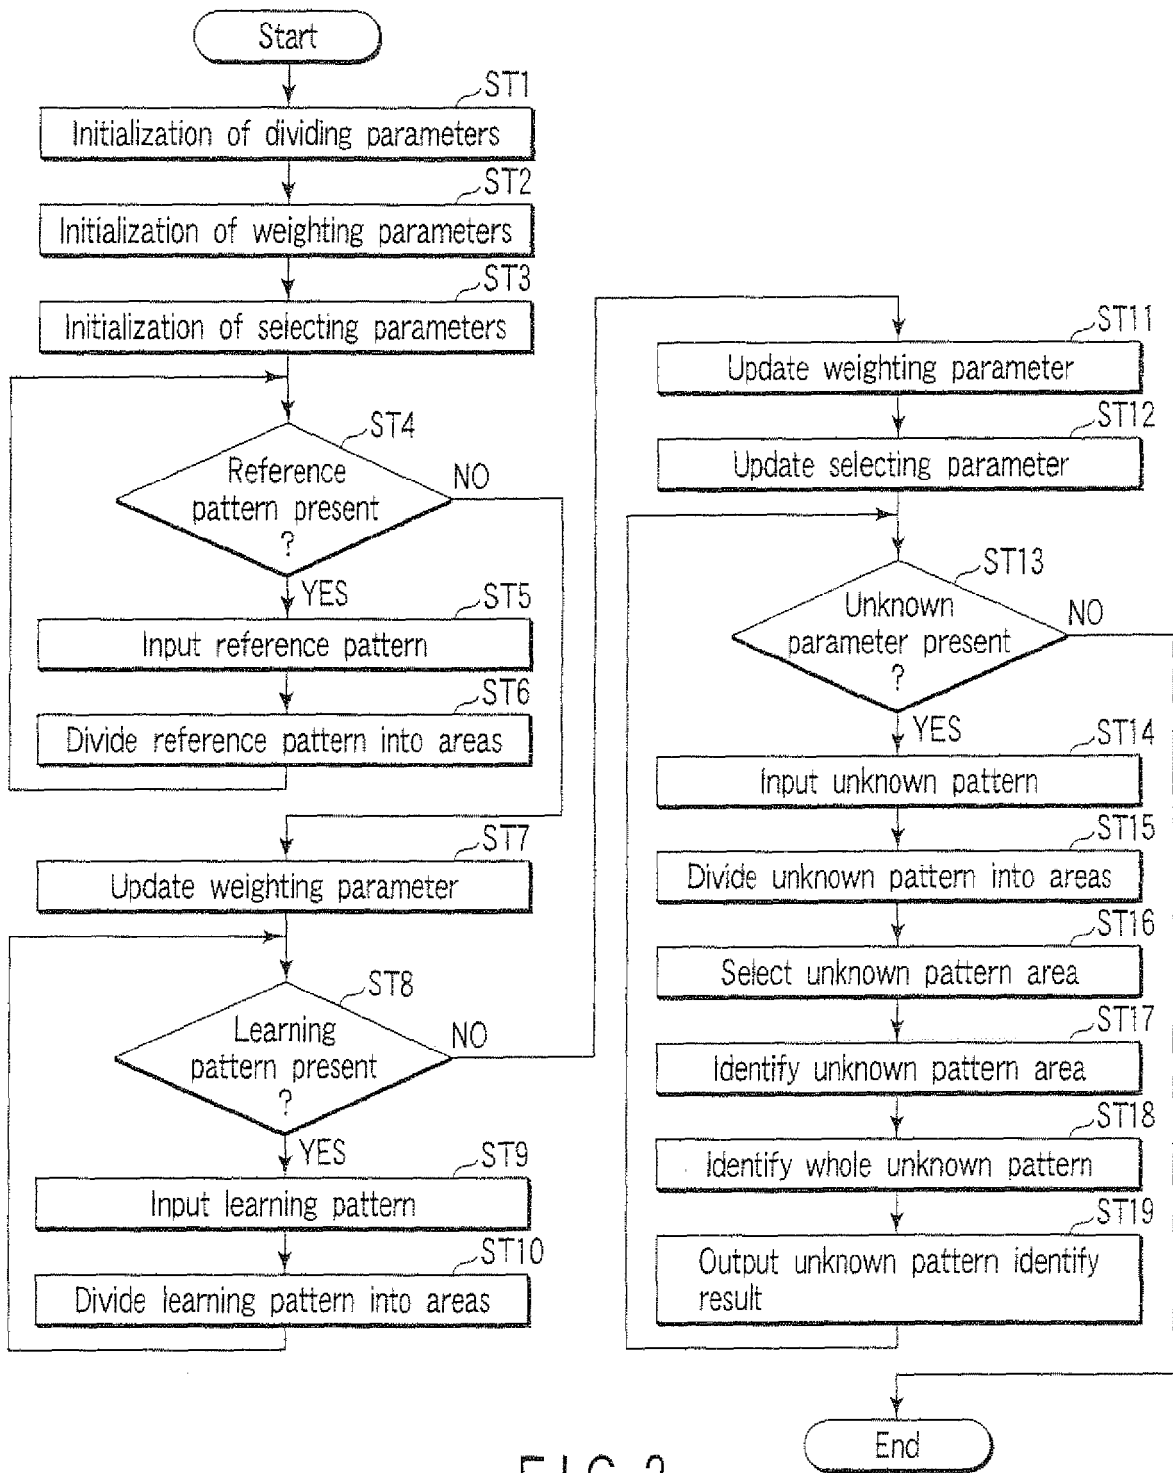 Start
ST1
Initialization of dividing parameters
ST2
Initialization of weighting parameters
ST3
Initialization of selecting parameters
ST4
Reference
pattern present
?
NO
YES
ST5
Input reference pattern
ST6
Divide reference pattern into areas
ST7
Update weighting parameter
ST8
Learning
pattern present
?
NO
YES
ST9
Input learning pattern
ST10
Divide learning pattern into areas
ST11
Update weighting parameter
ST12
Update selecting parameter
ST13
Unknown
parameter present
?
NO
YES
ST14
Input unknown pattern
ST15
Divide unknown pattern into areas
ST16
Select unknown pattern area
ST17
Identify unknown pattern area
ST18
Identify whole unknown pattern
ST19
Output unknown pattern identify
result
End